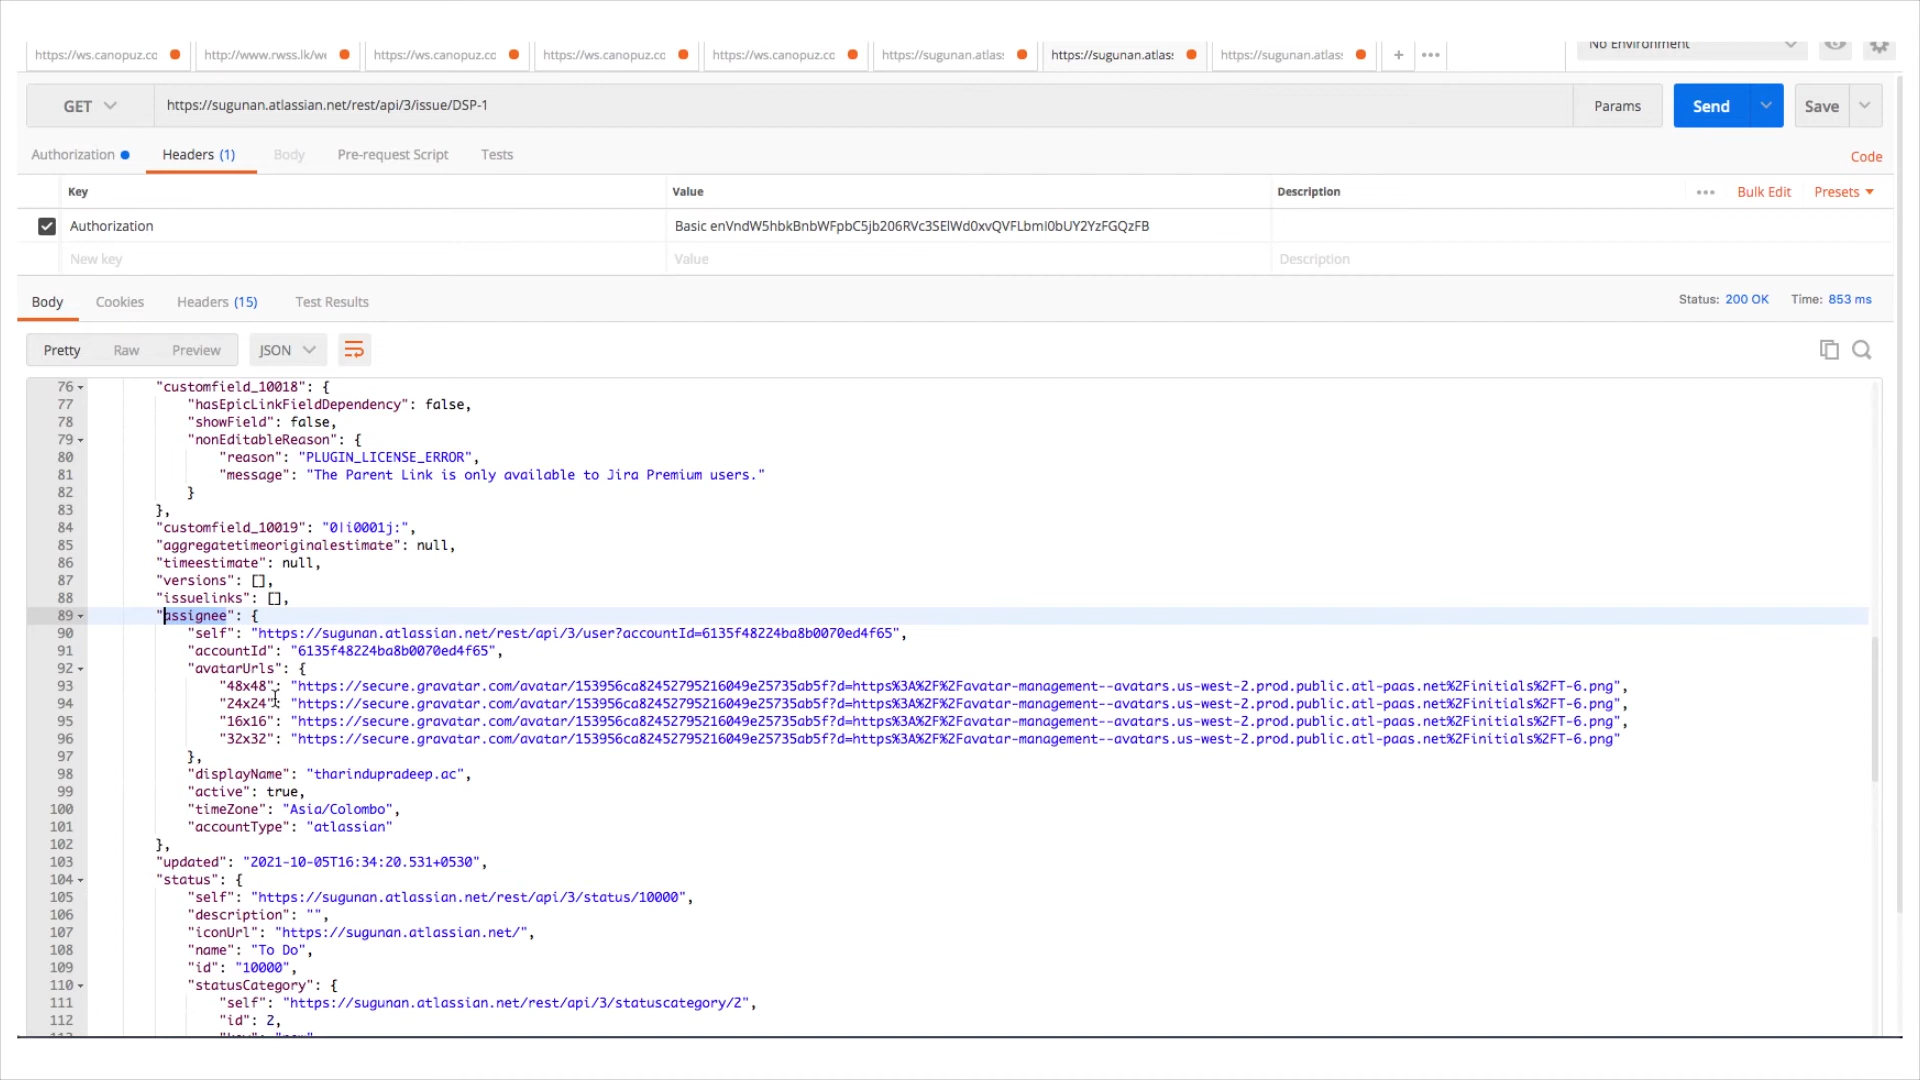 https://ws.canopuz.co http://www.rwss.lk/we https://ws.canopuz.co https://ws.canopuz.co https://ws.canopuz.co https://sugunan.atlas: https://sugunan.atlas: https://sugunan.atlas: + ••• No Environment
GET https://sugunan.atlassian.net/rest/api/3/issue/DSP-1 Params Send Save
Authorization Headers (1) Body Pre-request Script Tests Code
Key Value Description ••• Bulk Edit Presets
Authorization Basic enVndW5hbkBnbWFpbC5jb206RVc3SElWd0xvQVFLbmI0bUY2YzFGQzFB
New key Value Description
Body Cookies Headers (15) Test Results Status: 200 OK Time: 853 ms
Pretty Raw Preview JSON
76 "customfield_10018": {
77 "hasEpicLinkFieldDependency": false,
78 "showField": false,
79 "nonEditableReason": {
80 "reason": "PLUGIN_LICENSE_ERROR",
81 "message": "The Parent Link is only available to Jira Premium users."
82 }
83 },
84 "customfield_10019": "0|i0001j:",
85 "aggregatetimeoriginalestimate": null,
86 "timeestimate": null,
87 "versions": [],
88 "issuelinks": [],
89 "assignee": {
90 "self": "https://sugunan.atlassian.net/rest/api/3/user?accountId=6135f48224ba8b0070ed4f65",
91 "accountId": "6135f48224ba8b0070ed4f65",
92 "avatarUrls": {
93 "48x48": "https://secure.gravatar.com/avatar/153956ca82452795216049e25735ab5f?d=https%3A%2F%2Favatar-management--avatars.us-west-2.prod.public.atl-paas.net%2Finitials%2FT-6.png",
94 "24x24": "https://secure.gravatar.com/avatar/153956ca82452795216049e25735ab5f?d=https%3A%2F%2Favatar-management--avatars.us-west-2.prod.public.atl-paas.net%2Finitials%2FT-6.png",
95 "16x16": "https://secure.gravatar.com/avatar/153956ca82452795216049e25735ab5f?d=https%3A%2F%2Favatar-management--avatars.us-west-2.prod.public.atl-paas.net%2Finitials%2FT-6.png",
96 "32x32": "https://secure.gravatar.com/avatar/153956ca82452795216049e25735ab5f?d=https%3A%2F%2Favatar-management--avatars.us-west-2.prod.public.atl-paas.net%2Finitials%2FT-6.png"
97 },
98 "displayName": "tharindupradeep.ac",
99 "active": true,
100 "timeZone": "Asia/Colombo",
101 "accountType": "atlassian"
102 },
103 "updated": "2021-10-05T16:34:20.531+0530",
104 "status": {
105 "self": "https://sugunan.atlassian.net/rest/api/3/status/10000",
106 "description": "",
107 "iconUrl": "https://sugunan.atlassian.net/",
108 "name": "To Do",
109 "id": "10000",
110 "statusCategory": {
111 "self": "https://sugunan.atlassian.net/rest/api/3/statuscategory/2",
112 "id": 2,